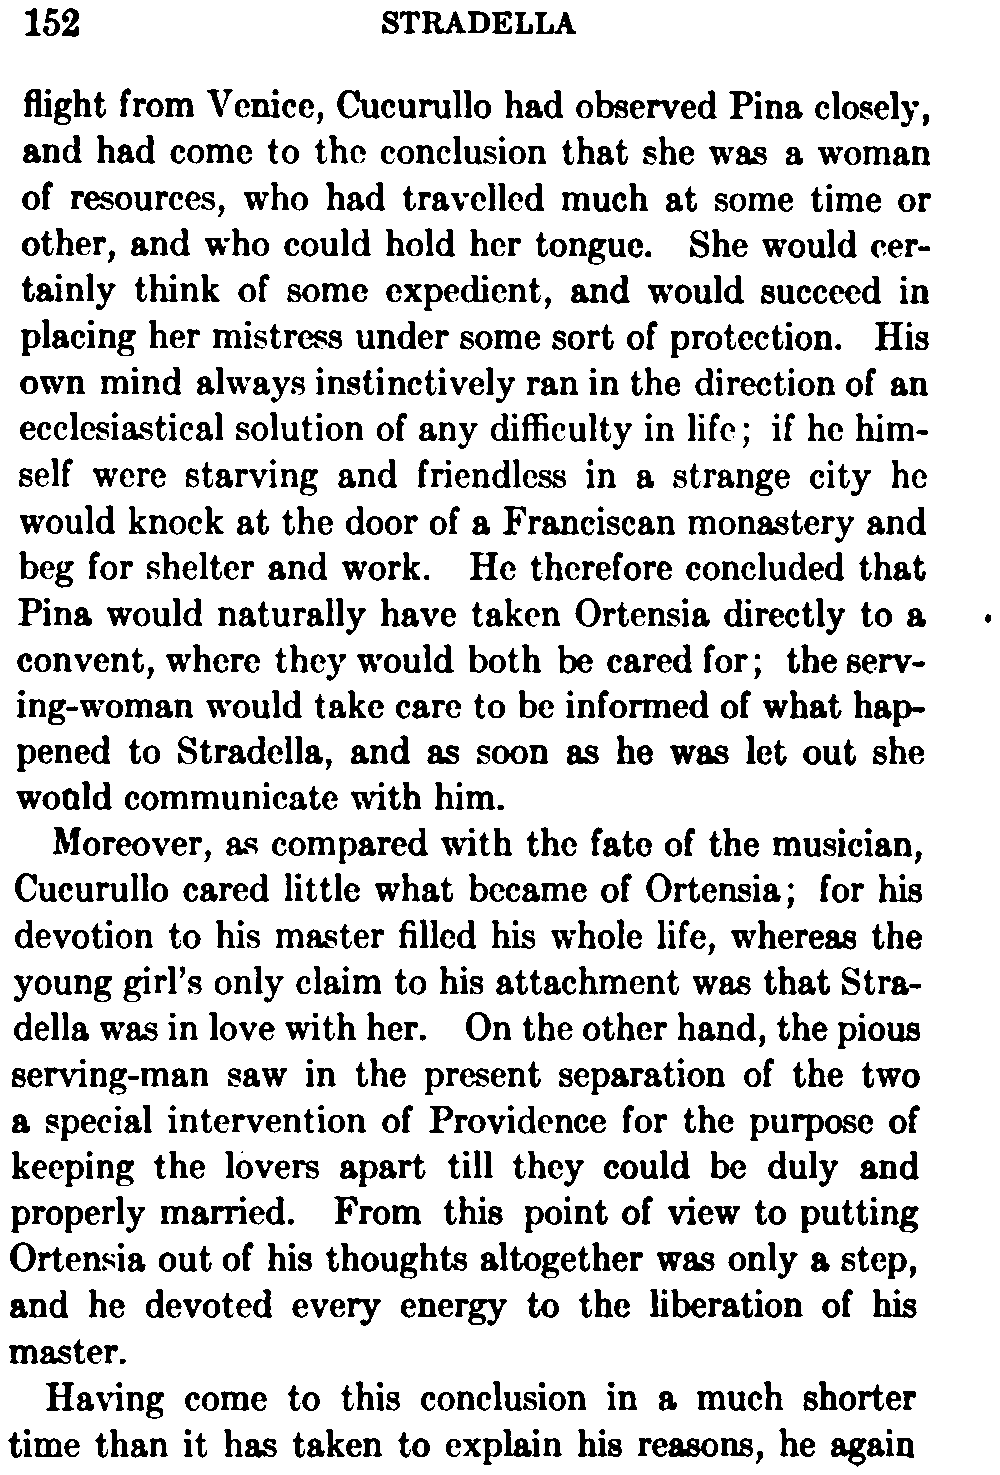 152 STRADELLA
flight from Venice, Cucurullo had observed Pina closely,
and had come to the conclusion that she was a woman
of resources, who had travelled much at some time or
other, and who could hold her tongue. She would cer-
tainly think of some expedient, and would succeed in
placing her mistress under some sort of protection. His
own mind always instinctively ran in the direction of an
ecclesiastical solution of any difficulty in life; if he him-
self were starving and friendless in a strange city he
would knock at the door of a Franciscan monastery and
beg for shelter and work. He therefore concluded that
Pina would naturally have taken Ortensia directly to a
convent, where they would both be cared for; the serv-
ing-woman would take care to be informed of what hap-
pened to Stradella, and as soon as he was let out she
would communicate with him.
Moreover, as compared with the fate of the musician,
Cucurullo cared little what became of Ortensia; for his
devotion to his master filled his whole life, whereas the
young girl's only claim to his attachment was that Stra-
della was in love with her. On the other hand, the pious
serving-man saw in the present separation of the two
a special intervention of Providence for the purpose of
keeping the lovers apart till they could be duly and
properly married. From this point of view to putting
Ortensia out of his thoughts altogether was only a step,
and he devoted every energy to the liberation of his
master.
Having come to this conclusion in a much shorter
time than it has taken to explain his reasons, he again